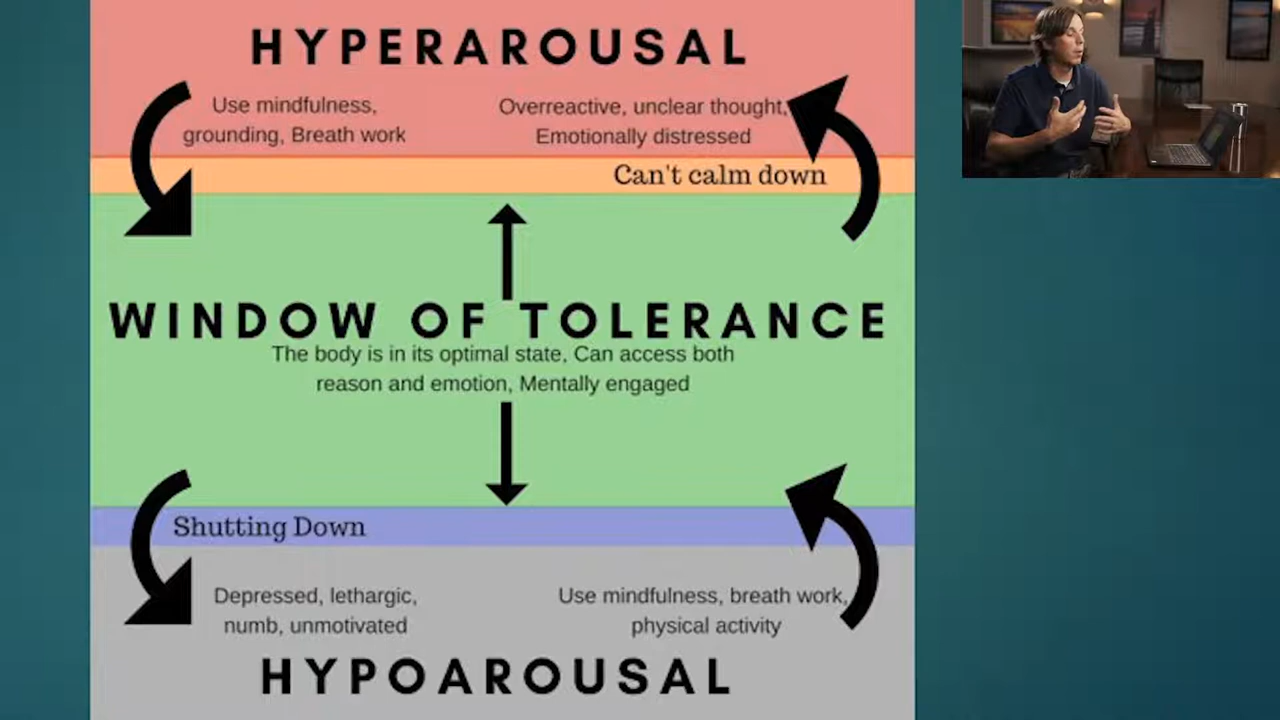 HYPERAROUSAL
Use mindfulness,
grounding, Breath work
Overreactive, unclear thought,
Emotionally distressed
Can't calm down
WINDOW OF TOLERANCE
The body is in its optimal state, Can access both
reason and emotion, Mentally engaged
Shutting Down
Depressed, lethargic,
numb, unmotivated
Use mindfulness, breath work,
physical activity
HYPOAROUSAL